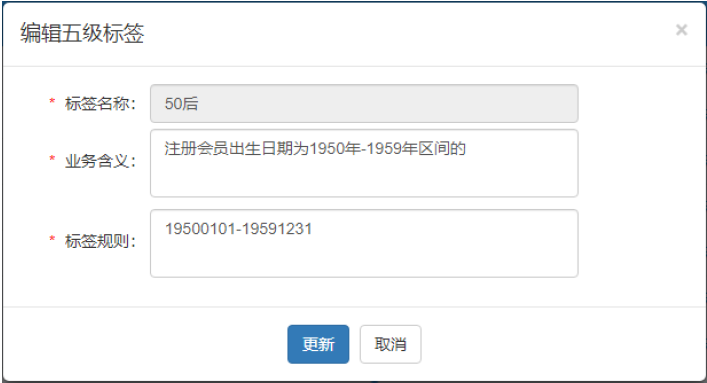 编辑五级标签 ×
* 标签名称： 50后
* 业务含义： 注册会员出生日期为1950年-1959年区间的
* 标签规则： 19500101-19591231
更新 取消